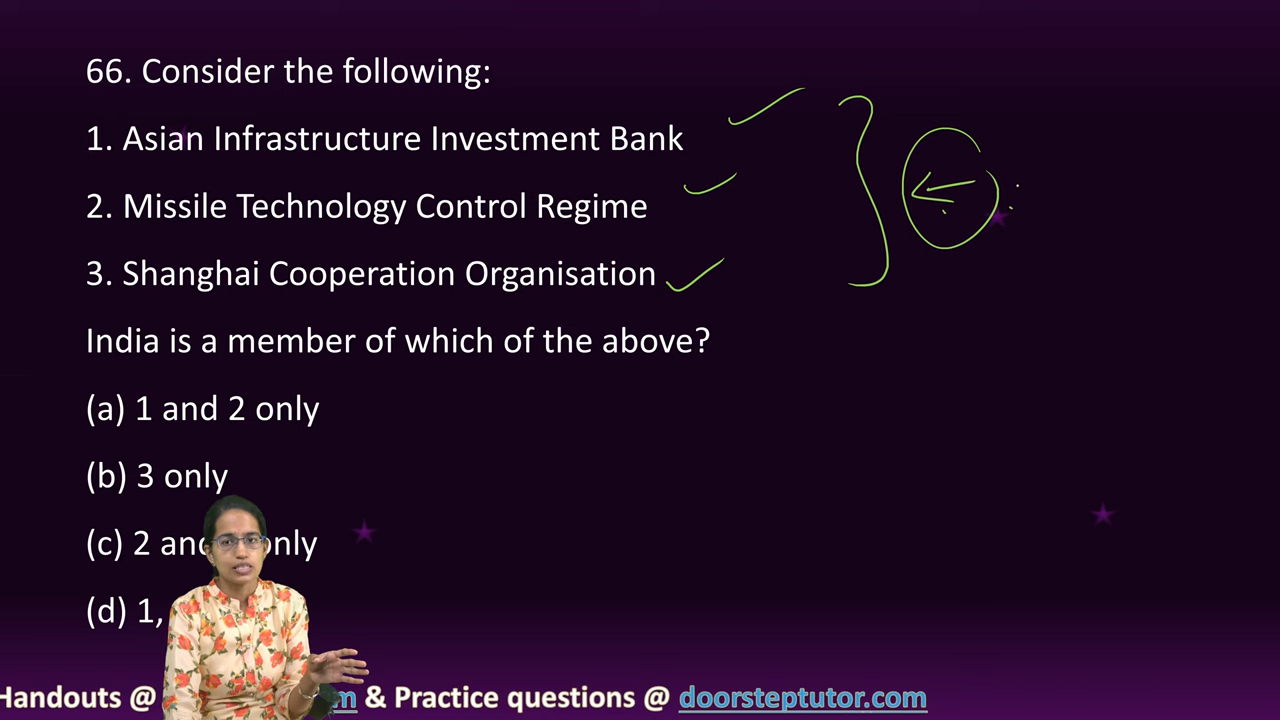 66. Consider the following:
1. Asian Infrastructure Investment Bank
2. Missile Technology Control Regime
3. Shanghai Cooperation Organisation
India is a member of which of the above?
(a) 1 and 2 only
(b) 3 only
(c) 2 only
(d) 1,
Handouts @ & Practice questions @ doorsteptutor.com